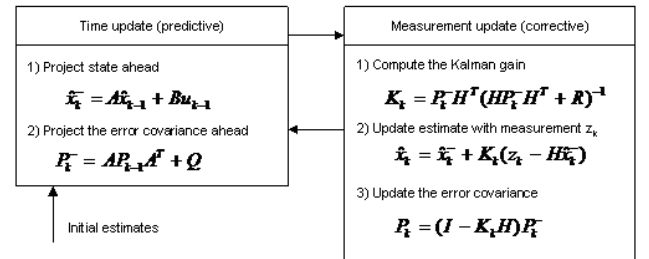 Time update (predictive)
1) Project state ahead
x̂ₖ⁻ = Ax̂ₖ₋₁ + Buₖ₋₁
2) Project the error covariance ahead
Pₖ⁻ = APₖ₋₁Aᵀ + Q
Initial estimates
Measurement update (corrective)
1) Compute the Kalman gain
Kₖ = Pₖ⁻Hᵀ(HPₖ⁻Hᵀ + R)⁻¹
2) Update estimate with measurement zₖ
x̂ₖ = x̂ₖ⁻ + Kₖ(zₖ − Hx̂ₖ⁻)
3) Update the error covariance
Pₖ = (I − KₖH)Pₖ⁻